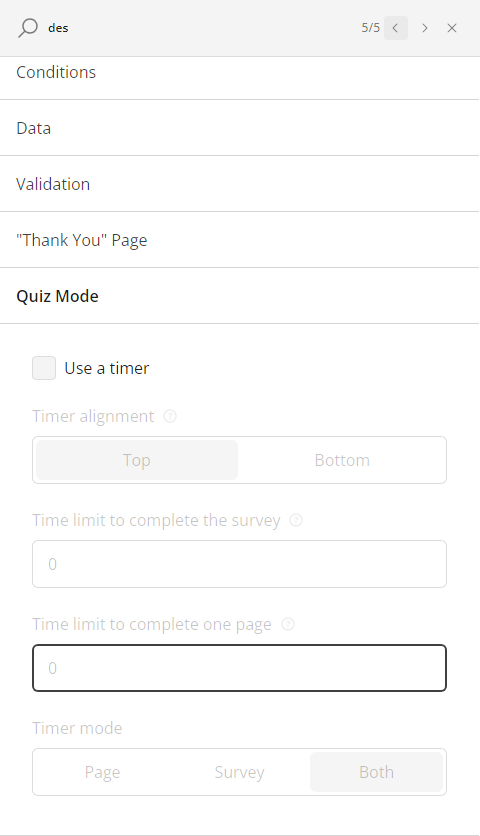 des 5/5
Conditions
Data
Validation
"Thank You" Page
Quiz Mode
Use a timer
Timer alignment ?
Top Bottom
Time limit to complete the survey ?
0
Time limit to complete one page ?
0
Timer mode
Page Survey Both